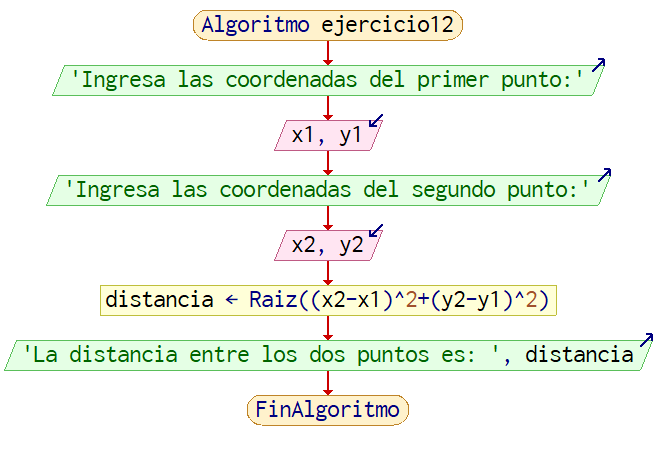 Algoritmo ejercicio12
'Ingresa las coordenadas del primer punto:'
x1, y1
'Ingresa las coordenadas del segundo punto:'
x2, y2
distancia ← Raiz((x2-x1)^2+(y2-y1)^2)
'La distancia entre los dos puntos es: ', distancia
FinAlgoritmo